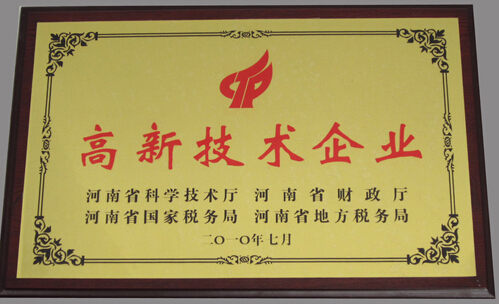 高新技术企业
河南省科学技术厅 河南省财政厅
河南省国家税务局 河南省地方税务局
二〇一〇年七月